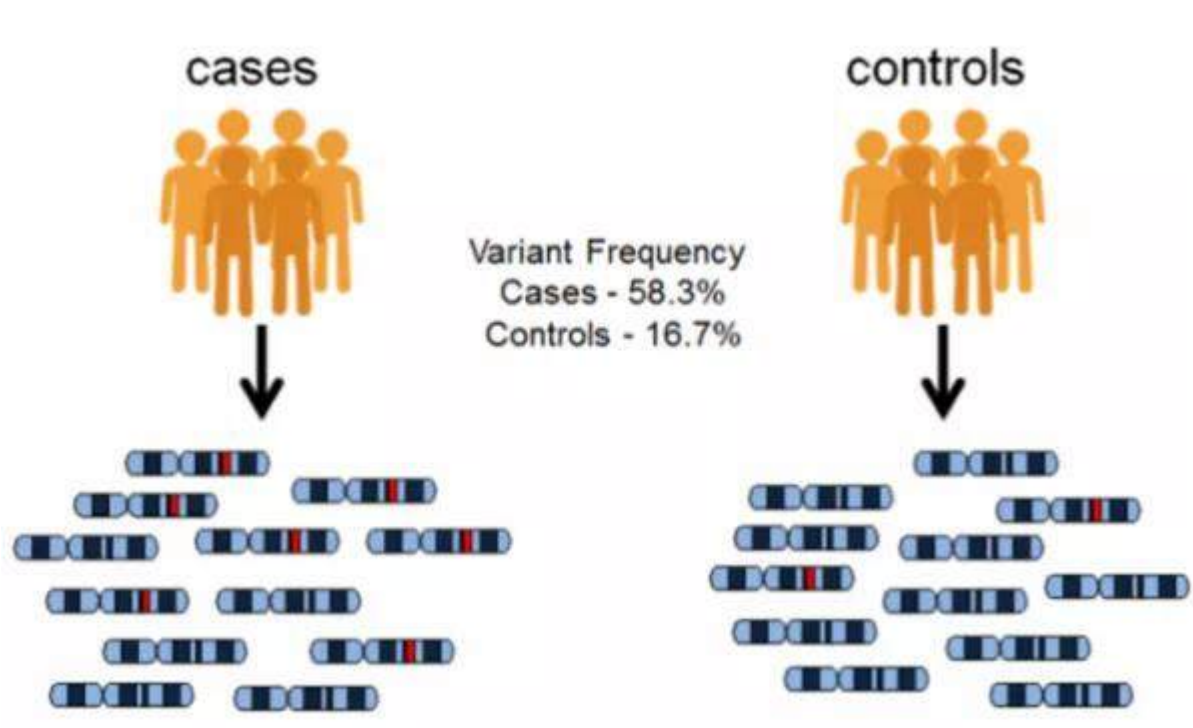 cases
controls
Variant Frequency
Cases - 58.3%
Controls - 16.7%